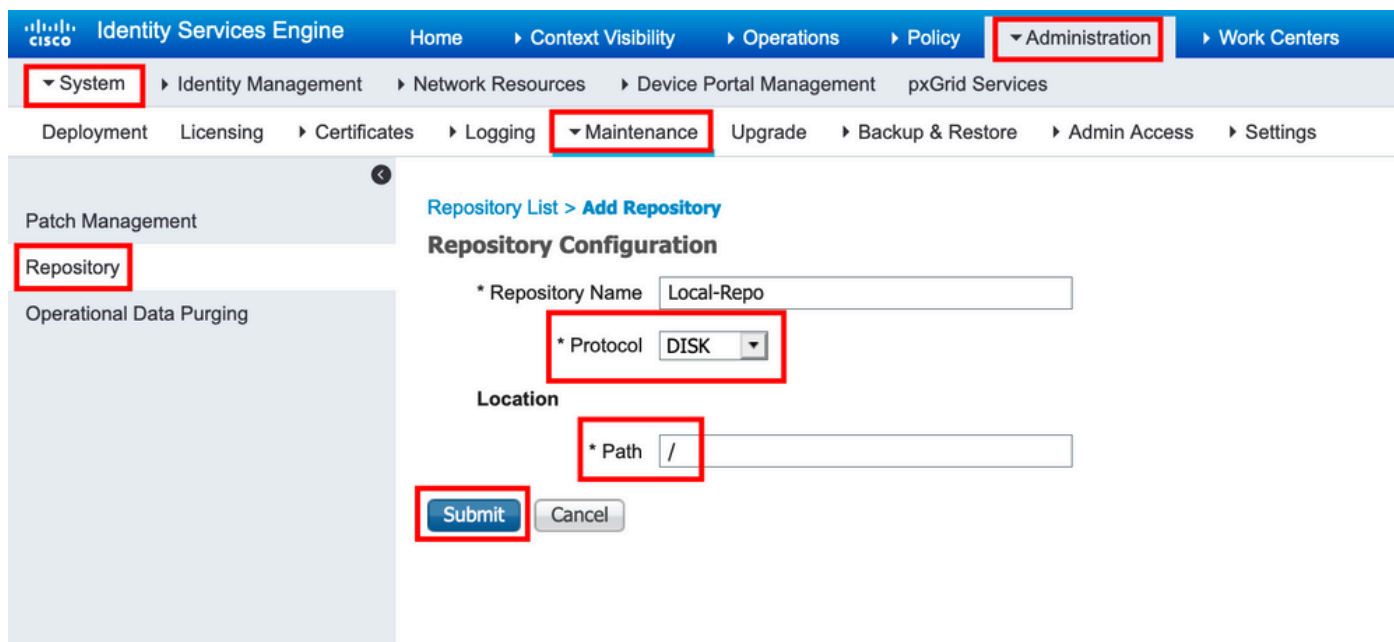 CISCO Identity Services Engine Home Context Visibility Operations Policy Administration Work Centers
System Identity Management Network Resources Device Portal Management pxGrid Services
Deployment Licensing Certificates Logging Maintenance Upgrade Backup & Restore Admin Access Settings
Patch Management
Repository
Operational Data Purging
Repository List > Add Repository
Repository Configuration
* Repository Name Local-Repo
* Protocol DISK
Location
* Path /
Submit Cancel